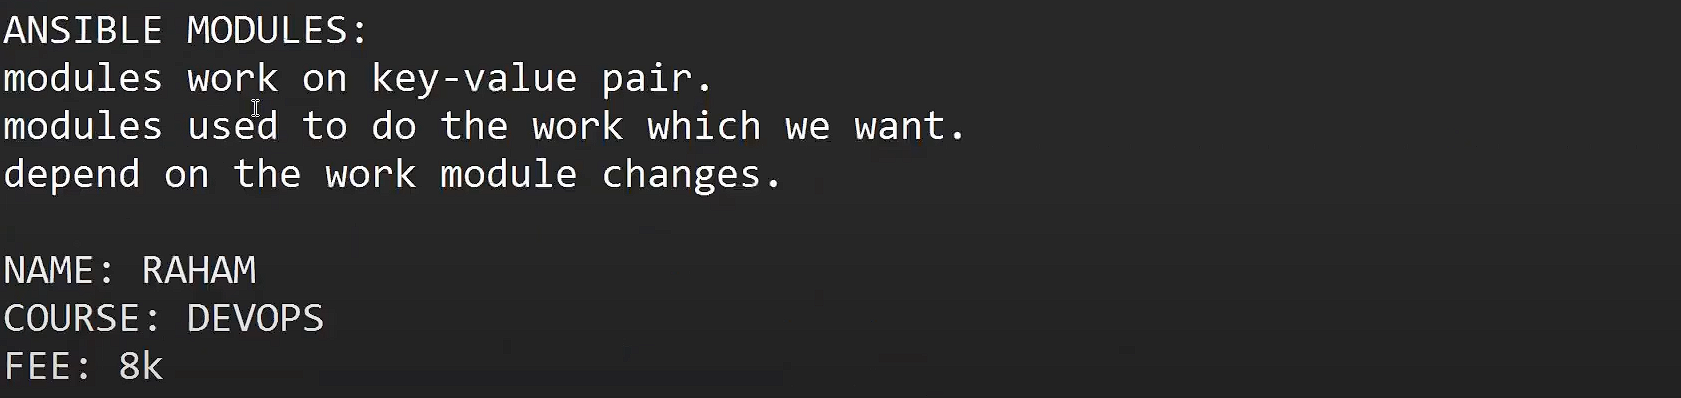 ANSIBLE MODULES:
modules work on key-value pair.
modules used to do the work which we want.
depend on the work module changes.
NAME: RAHAM
COURSE: DEVOPS
FEE: 8k